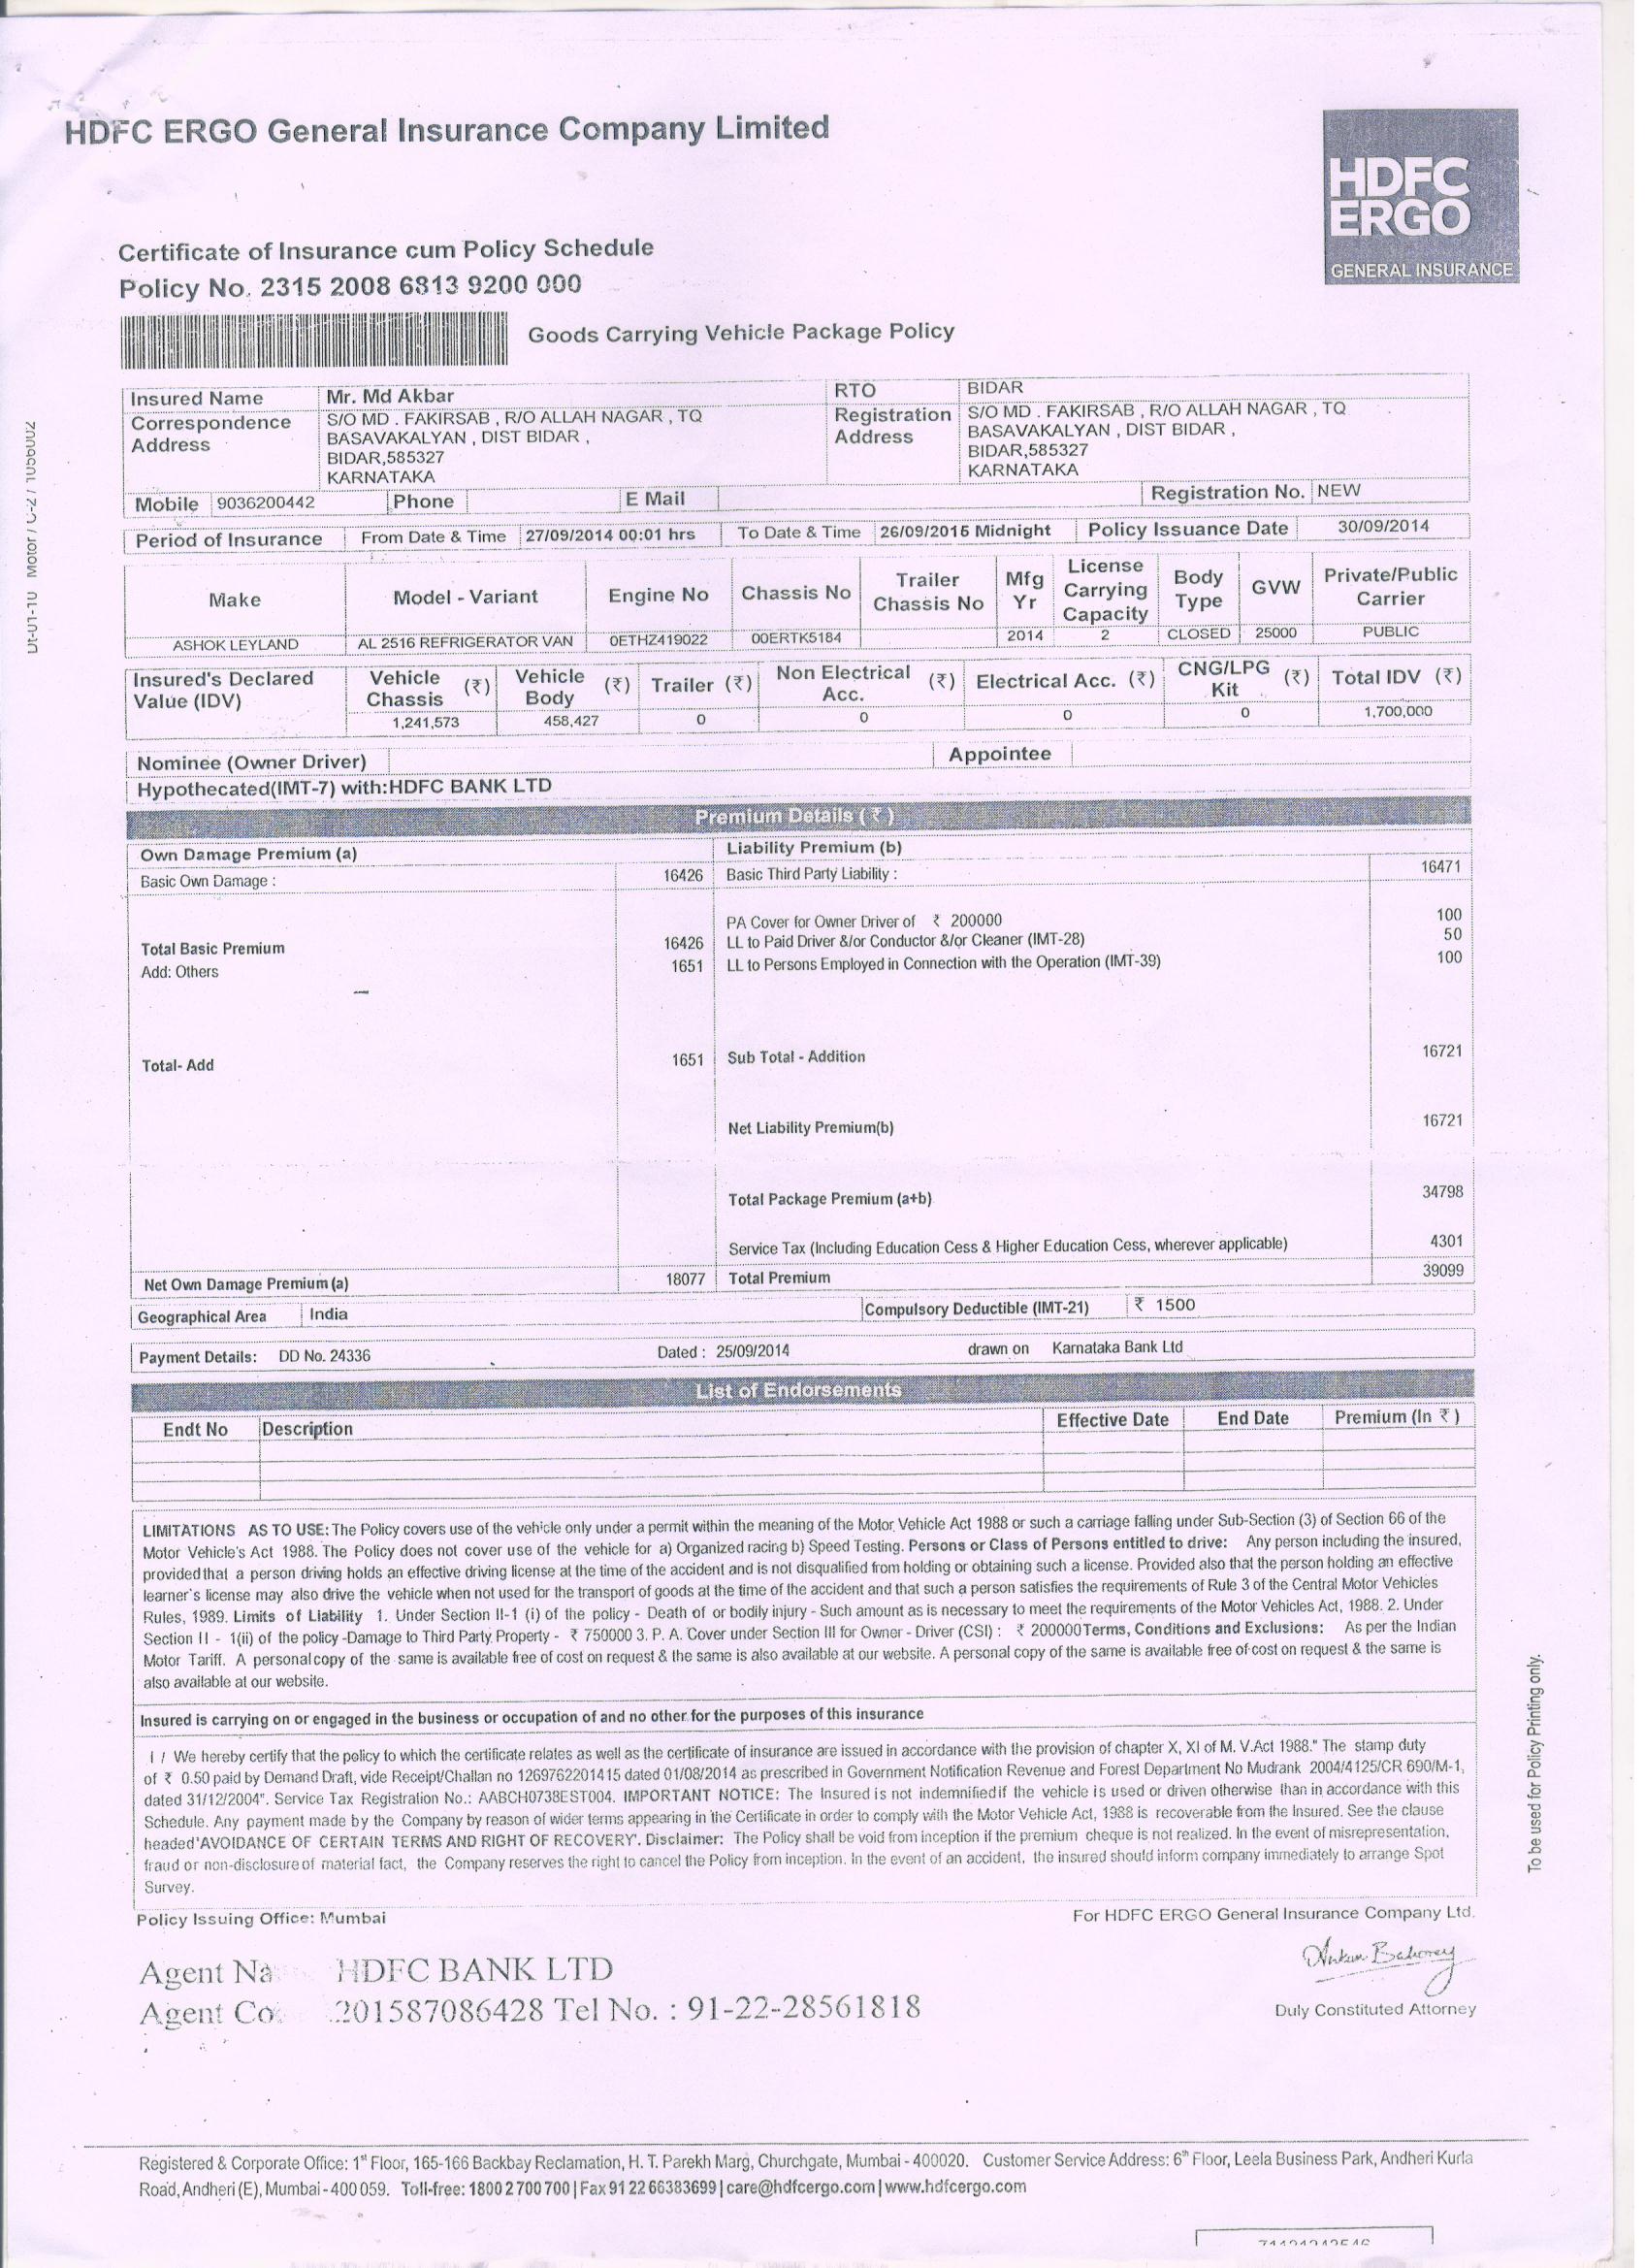 HDFC ERGO General Insurance Company Limited
HDFC
ERGO
GENERAL INSURANCE
Certificate of Insurance cum Policy Schedule
Policy No. 2315 2008 6813 9200 000
Goods Carrying Vehicle Package Policy
Insured Name Mr. Md Akbar RTO BIDAR
Correspondence Address S/O MD . FAKIRSAB , R/O ALLAH NAGAR , TQ
BASAVAKALYAN , DIST BIDAR ,
BIDAR,585327
KARNATAKA
Registration Address S/O MD . FAKIRSAB , R/O ALLAH NAGAR , TQ
BASAVAKALYAN , DIST BIDAR ,
BIDAR,585327
KARNATAKA
Mobile 9036200442 Phone E Mail Registration No. NEW
Period of Insurance From Date & Time 27/09/2014 00:01 hrs To Date & Time 26/09/2015 Midnight Policy Issuance Date 30/09/2014
Make Model - Variant Engine No Chassis No Trailer Chassis No Mfg Yr License Carrying Capacity Body Type GVW Private/Public Carrier
ASHOK LEYLAND AL 2516 REFRIGERATOR VAN 0ETHZ419022 00ERTK5184 2014 2 CLOSED 25000 PUBLIC
Insured's Declared Value (IDV) Vehicle Chassis (₹) Vehicle Body (₹) Trailer (₹) Non Electrical Acc. (₹) Electrical Acc. (₹) CNG/LPG Kit (₹) Total IDV (₹)
1,241,573 458,427 0 0 0 0 1,700,000
Nominee (Owner Driver) Appointee
Hypothecated(IMT-7) with:HDFC BANK LTD
Premium Details ( ₹ )
Own Damage Premium (a) Liability Premium (b)
Basic Own Damage : 16426 Basic Third Party Liability : 16471
PA Cover for Owner Driver of ₹ 200000 100
Total Basic Premium 16426 LL to Paid Driver &/or Conductor &/or Cleaner (IMT-28) 50
Add: Others 1651 LL to Persons Employed in Connection with the Operation (IMT-39) 100
Total- Add 1651 Sub Total - Addition 16721
Net Liability Premium(b) 16721
Total Package Premium (a+b) 34798
Service Tax (Including Education Cess & Higher Education Cess, wherever applicable) 4301
Net Own Damage Premium (a) 18077 Total Premium 39099
Geographical Area India Compulsory Deductible (IMT-21) ₹ 1500
Payment Details: DD No. 24336 Dated : 25/09/2014 drawn on Karnataka Bank Ltd
List of Endorsements
Endt No Description Effective Date End Date Premium (In ₹ )
LIMITATIONS AS TO USE: The Policy covers use of the vehicle only under a permit within the meaning of the Motor Vehicle Act 1988 or such a carriage falling under Sub-Section (3) of Section 66 of the
Motor Vehicle's Act 1988. The Policy does not cover use of the vehicle for a) Organized racing b) Speed Testing. Persons or Class of Persons entitled to drive: Any person including the insured,
provided that a person driving holds an effective driving license at the time of the accident and is not disqualified from holding or obtaining such a license. Provided also that the person holding an effective
learner's license may also drive the vehicle when not used for the transport of goods at the time of the accident and that such a person satisfies the requirements of Rule 3 of the Central Motor Vehicles
Rules, 1989. Limits of Liability 1. Under Section II-1 (i) of the policy - Death of or bodily injury - Such amount as is necessary to meet the requirements of the Motor Vehicles Act, 1988. 2. Under
Section II - 1(ii) of the policy -Damage to Third Party Property - ₹ 750000 3. P. A. Cover under Section III for Owner - Driver (CSI) : ₹ 200000 Terms, Conditions and Exclusions: As per the Indian
Motor Tariff. A personal copy of the same is available free of cost on request & the same is also available at our website. A personal copy of the same is available free of cost on request & the same is
also available at our website.
Insured is carrying on or engaged in the business or occupation of and no other for the purposes of this insurance
I / We hereby certify that the policy to which the certificate relates as well as the certificate of insurance are issued in accordance with the provision of chapter X, XI of M. V.Act 1988." The stamp duty
of ₹ 0.50 paid by Demand Draft, vide Receipt/Challan no 1269762201415 dated 01/08/2014 as prescribed in Government Notification Revenue and Forest Department No Mudrank 2004/4125/CR 690/M-1,
dated 31/12/2004". Service Tax Registration No.: AABCH0738EST004. IMPORTANT NOTICE: The Insured is not indemnified if the vehicle is used or driven otherwise than in accordance with this
Schedule. Any payment made by the Company by reason of wider terms appearing in the Certificate in order to comply with the Motor Vehicle Act, 1988 is recoverable from the Insured. See the clause
headed'AVOIDANCE OF CERTAIN TERMS AND RIGHT OF RECOVERY'. Disclaimer: The Policy shall be void from inception if the premium cheque is not realized. In the event of misrepresentation,
fraud or non-disclosure of material fact, the Company reserves the right to cancel the Policy from inception. In the event of an accident, the insured should inform company immediately to arrange Spot
Survey.
Policy Issuing Office: Mumbai For HDFC ERGO General Insurance Company Ltd.
Agent Na HDFC BANK LTD
Agent Co 201587086428 Tel No. : 91-22-28561818
Duly Constituted Attorney
To be used for Policy Printing only.
Registered & Corporate Office: 1st Floor, 165-166 Backbay Reclamation, H. T. Parekh Marg, Churchgate, Mumbai - 400020. Customer Service Address: 6th Floor, Leela Business Park, Andheri Kurla
Road, Andheri (E), Mumbai - 400 059. Toll-free: 1800 2 700 700 | Fax 91 22 66383699 | care@hdfcergo.com | www.hdfcergo.com